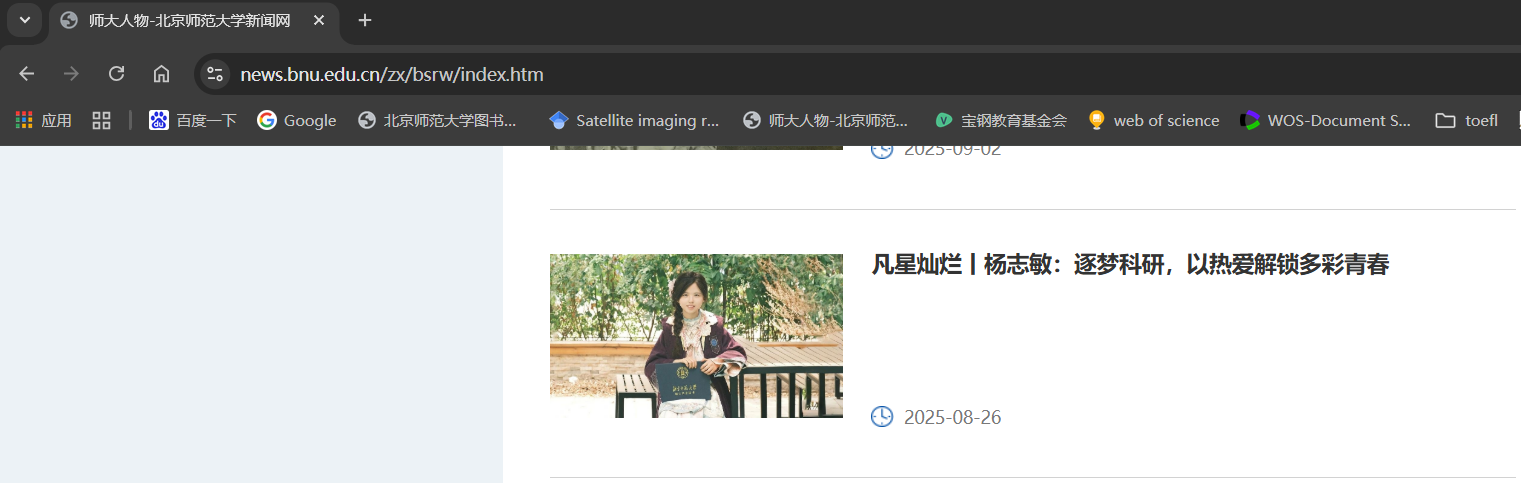 师大人物-北京师范大学新闻网
news.bnu.edu.cn/zx/bsrw/index.htm
应用 百度一下 Google 北京师范大学图书... Satellite imaging r... 师大人物-北京师范... 宝钢教育基金会 web of science WOS-Document S... toefl
2025-09-02
凡星灿烂丨杨志敏：逐梦科研，以热爱解锁多彩青春
2025-08-26